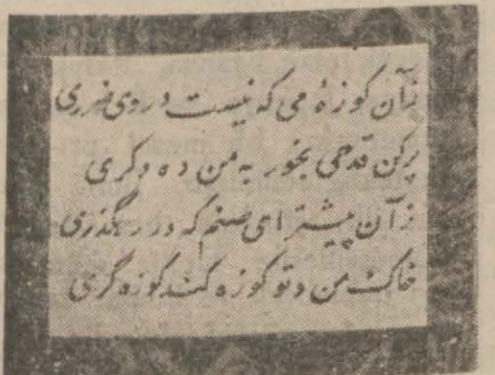 زآن کوزهٔ می که نیست در وی ضرری
پرکن قدحی بخور به من ده دگری
زآن پیشتر ای صنم که در رهگذری
خاک من و تو کوزه کند کوزه گری